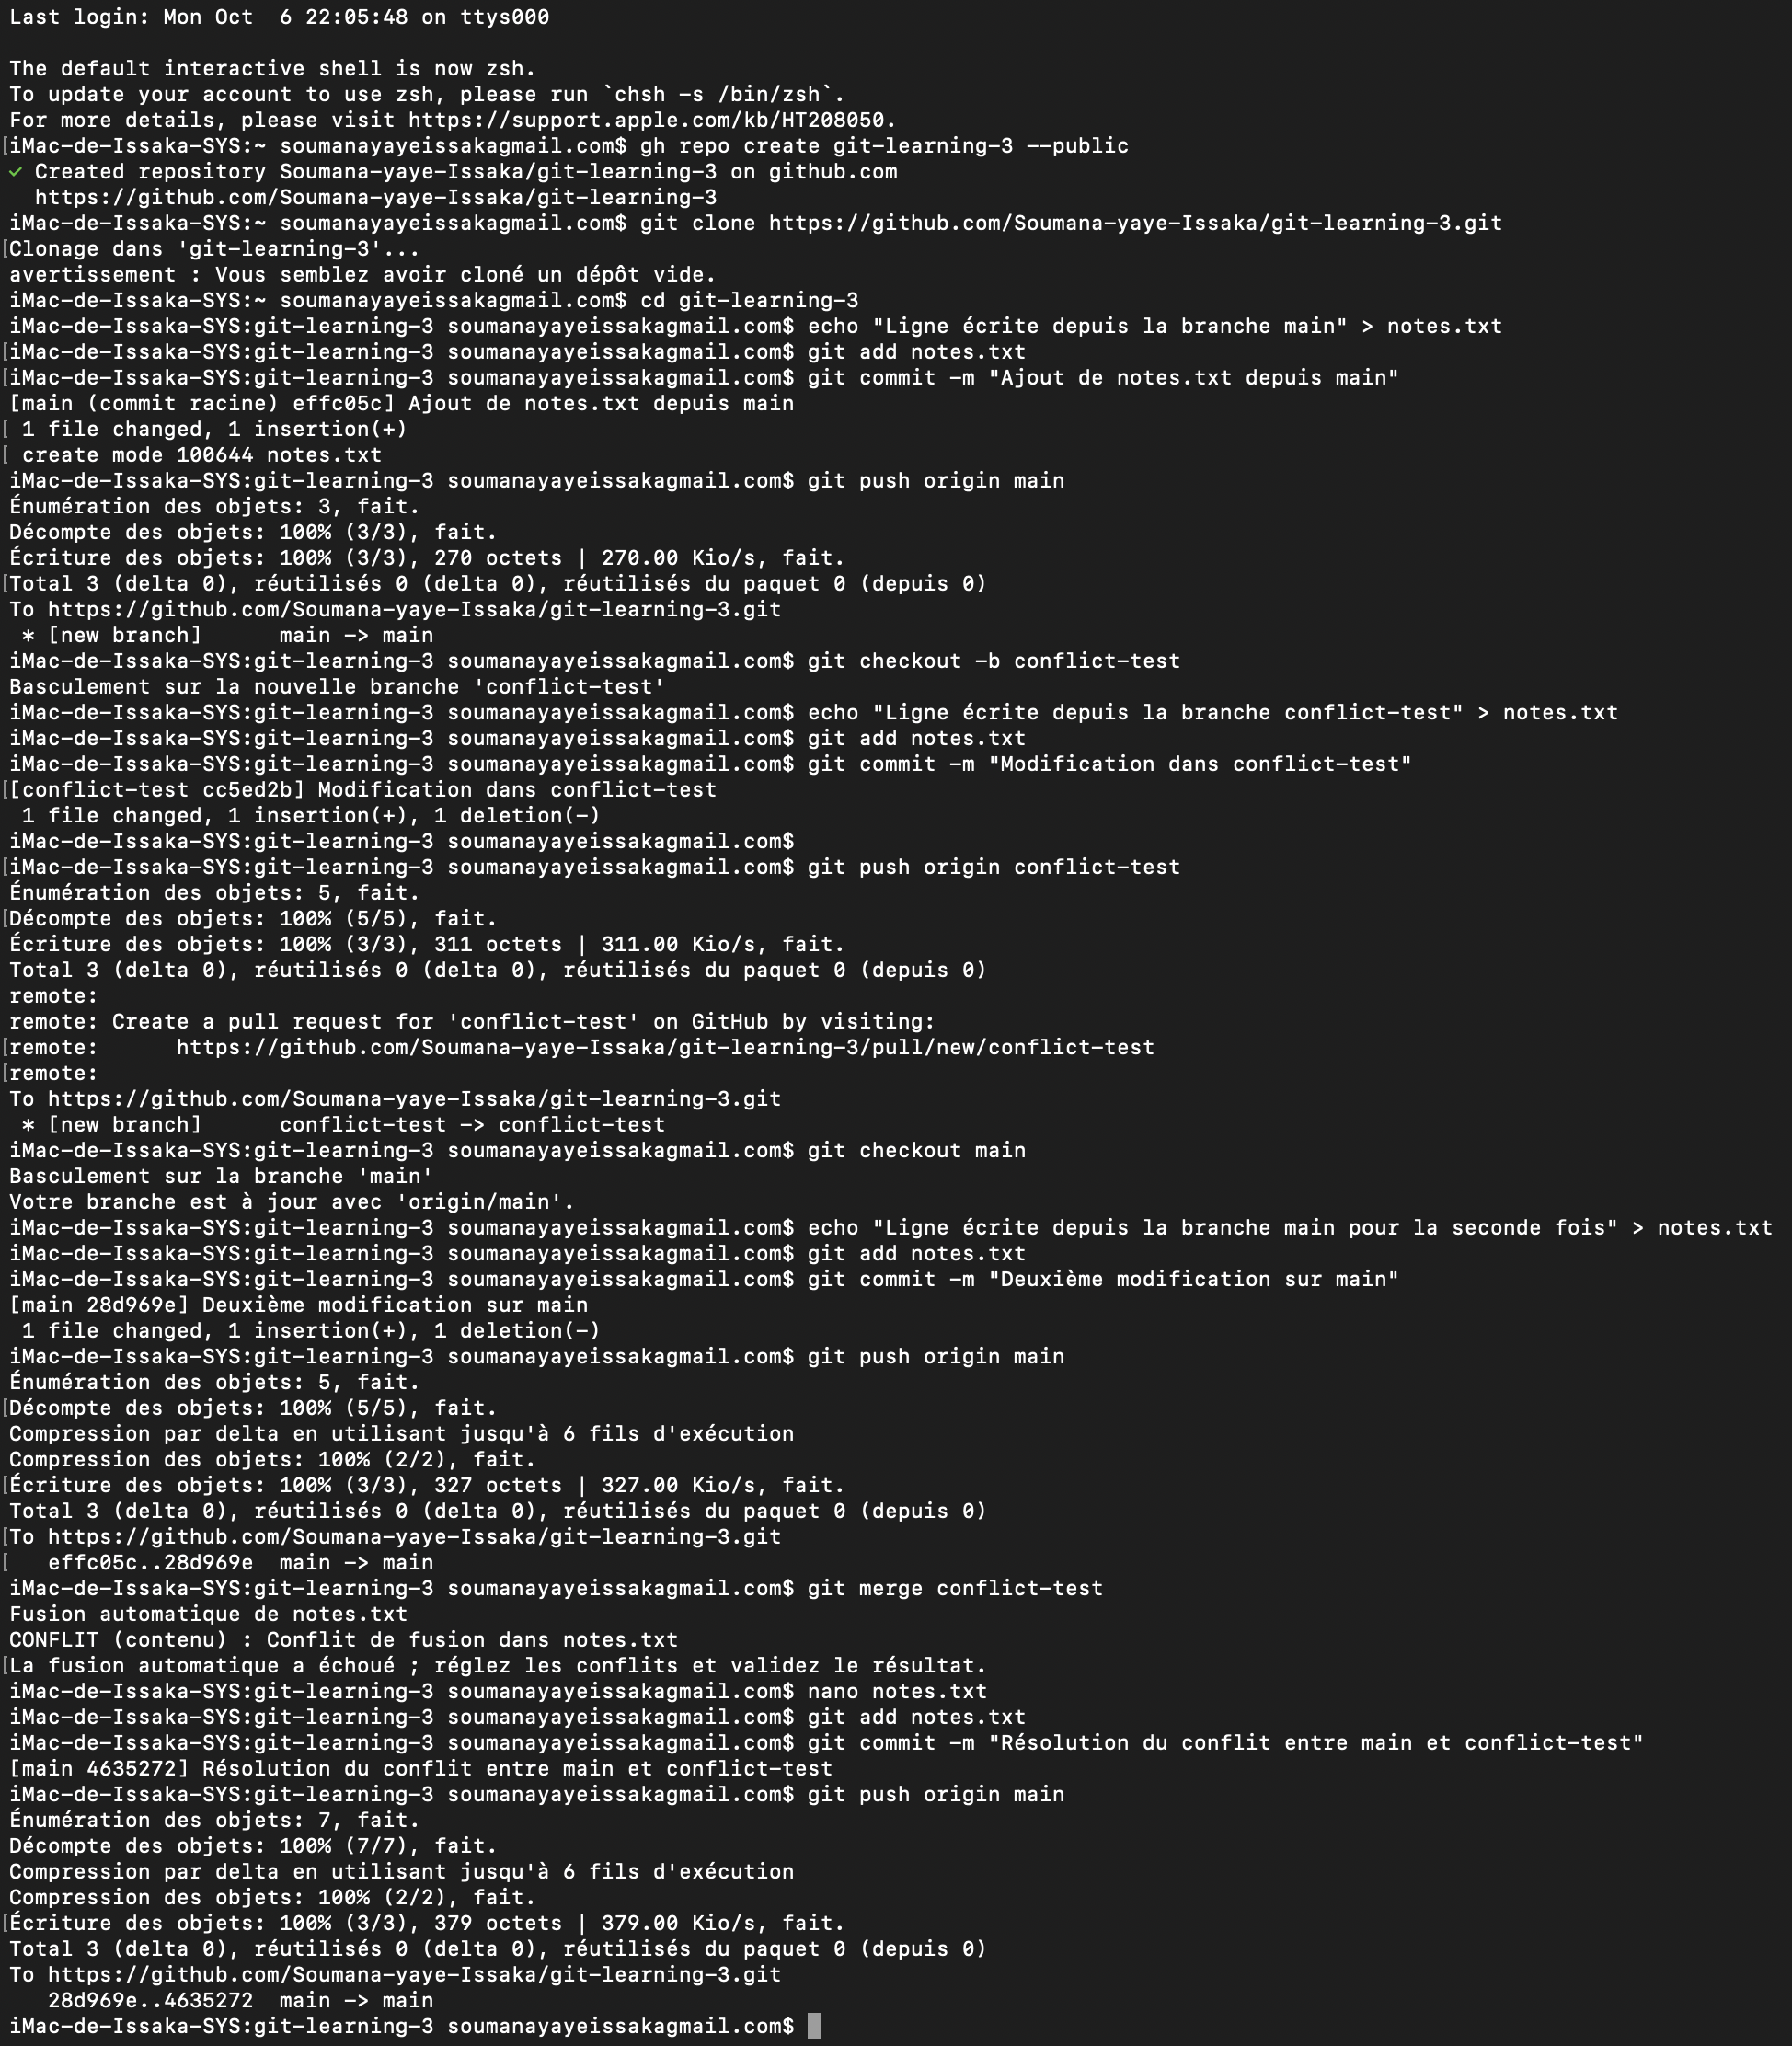 Last login: Mon Oct  6 22:05:48 on ttys000
The default interactive shell is now zsh.
To update your account to use zsh, please run `chsh -s /bin/zsh`.
For more details, please visit https://support.apple.com/kb/HT208050.
[iMac-de-Issaka-SYS:~ soumanayayeissakagmail.com$ gh repo create git-learning-3 --public
✓ Created repository Soumana-yaye-Issaka/git-learning-3 on github.com
  https://github.com/Soumana-yaye-Issaka/git-learning-3
iMac-de-Issaka-SYS:~ soumanayayeissakagmail.com$ git clone https://github.com/Soumana-yaye-Issaka/git-learning-3.git
[Clonage dans 'git-learning-3'...
avertissement : Vous semblez avoir cloné un dépôt vide.
iMac-de-Issaka-SYS:~ soumanayayeissakagmail.com$ cd git-learning-3
iMac-de-Issaka-SYS:git-learning-3 soumanayayeissakagmail.com$ echo "Ligne écrite depuis la branche main" > notes.txt
[iMac-de-Issaka-SYS:git-learning-3 soumanayayeissakagmail.com$ git add notes.txt
[iMac-de-Issaka-SYS:git-learning-3 soumanayayeissakagmail.com$ git commit -m "Ajout de notes.txt depuis main"
[main (commit racine) effc05c] Ajout de notes.txt depuis main
[ 1 file changed, 1 insertion(+)
[ create mode 100644 notes.txt
iMac-de-Issaka-SYS:git-learning-3 soumanayayeissakagmail.com$ git push origin main
Énumération des objets: 3, fait.
Décompte des objets: 100% (3/3), fait.
Écriture des objets: 100% (3/3), 270 octets | 270.00 Kio/s, fait.
[Total 3 (delta 0), réutilisés 0 (delta 0), réutilisés du paquet 0 (depuis 0)
To https://github.com/Soumana-yaye-Issaka/git-learning-3.git
 * [new branch]      main -> main
iMac-de-Issaka-SYS:git-learning-3 soumanayayeissakagmail.com$ git checkout -b conflict-test
Basculement sur la nouvelle branche 'conflict-test'
iMac-de-Issaka-SYS:git-learning-3 soumanayayeissakagmail.com$ echo "Ligne écrite depuis la branche conflict-test" > notes.txt
iMac-de-Issaka-SYS:git-learning-3 soumanayayeissakagmail.com$ git add notes.txt
iMac-de-Issaka-SYS:git-learning-3 soumanayayeissakagmail.com$ git commit -m "Modification dans conflict-test"
[[conflict-test cc5ed2b] Modification dans conflict-test
 1 file changed, 1 insertion(+), 1 deletion(-)
iMac-de-Issaka-SYS:git-learning-3 soumanayayeissakagmail.com$
[iMac-de-Issaka-SYS:git-learning-3 soumanayayeissakagmail.com$ git push origin conflict-test
Énumération des objets: 5, fait.
[Décompte des objets: 100% (5/5), fait.
Écriture des objets: 100% (3/3), 311 octets | 311.00 Kio/s, fait.
Total 3 (delta 0), réutilisés 0 (delta 0), réutilisés du paquet 0 (depuis 0)
remote:
remote: Create a pull request for 'conflict-test' on GitHub by visiting:
[remote:      https://github.com/Soumana-yaye-Issaka/git-learning-3/pull/new/conflict-test
[remote:
To https://github.com/Soumana-yaye-Issaka/git-learning-3.git
 * [new branch]      conflict-test -> conflict-test
iMac-de-Issaka-SYS:git-learning-3 soumanayayeissakagmail.com$ git checkout main
Basculement sur la branche 'main'
Votre branche est à jour avec 'origin/main'.
iMac-de-Issaka-SYS:git-learning-3 soumanayayeissakagmail.com$ echo "Ligne écrite depuis la branche main pour la seconde fois" > notes.txt
iMac-de-Issaka-SYS:git-learning-3 soumanayayeissakagmail.com$ git add notes.txt
iMac-de-Issaka-SYS:git-learning-3 soumanayayeissakagmail.com$ git commit -m "Deuxième modification sur main"
[main 28d969e] Deuxième modification sur main
 1 file changed, 1 insertion(+), 1 deletion(-)
iMac-de-Issaka-SYS:git-learning-3 soumanayayeissakagmail.com$ git push origin main
Énumération des objets: 5, fait.
[Décompte des objets: 100% (5/5), fait.
Compression par delta en utilisant jusqu'à 6 fils d'exécution
Compression des objets: 100% (2/2), fait.
[Écriture des objets: 100% (3/3), 327 octets | 327.00 Kio/s, fait.
Total 3 (delta 0), réutilisés 0 (delta 0), réutilisés du paquet 0 (depuis 0)
[To https://github.com/Soumana-yaye-Issaka/git-learning-3.git
[   effc05c..28d969e  main -> main
iMac-de-Issaka-SYS:git-learning-3 soumanayayeissakagmail.com$ git merge conflict-test
Fusion automatique de notes.txt
CONFLIT (contenu) : Conflit de fusion dans notes.txt
[La fusion automatique a échoué ; réglez les conflits et validez le résultat.
iMac-de-Issaka-SYS:git-learning-3 soumanayayeissakagmail.com$ nano notes.txt
iMac-de-Issaka-SYS:git-learning-3 soumanayayeissakagmail.com$ git add notes.txt
iMac-de-Issaka-SYS:git-learning-3 soumanayayeissakagmail.com$ git commit -m "Résolution du conflit entre main et conflict-test"
[main 4635272] Résolution du conflit entre main et conflict-test
iMac-de-Issaka-SYS:git-learning-3 soumanayayeissakagmail.com$ git push origin main
Énumération des objets: 7, fait.
Décompte des objets: 100% (7/7), fait.
Compression par delta en utilisant jusqu'à 6 fils d'exécution
Compression des objets: 100% (2/2), fait.
[Écriture des objets: 100% (3/3), 379 octets | 379.00 Kio/s, fait.
Total 3 (delta 0), réutilisés 0 (delta 0), réutilisés du paquet 0 (depuis 0)
To https://github.com/Soumana-yaye-Issaka/git-learning-3.git
   28d969e..4635272  main -> main
iMac-de-Issaka-SYS:git-learning-3 soumanayayeissakagmail.com$